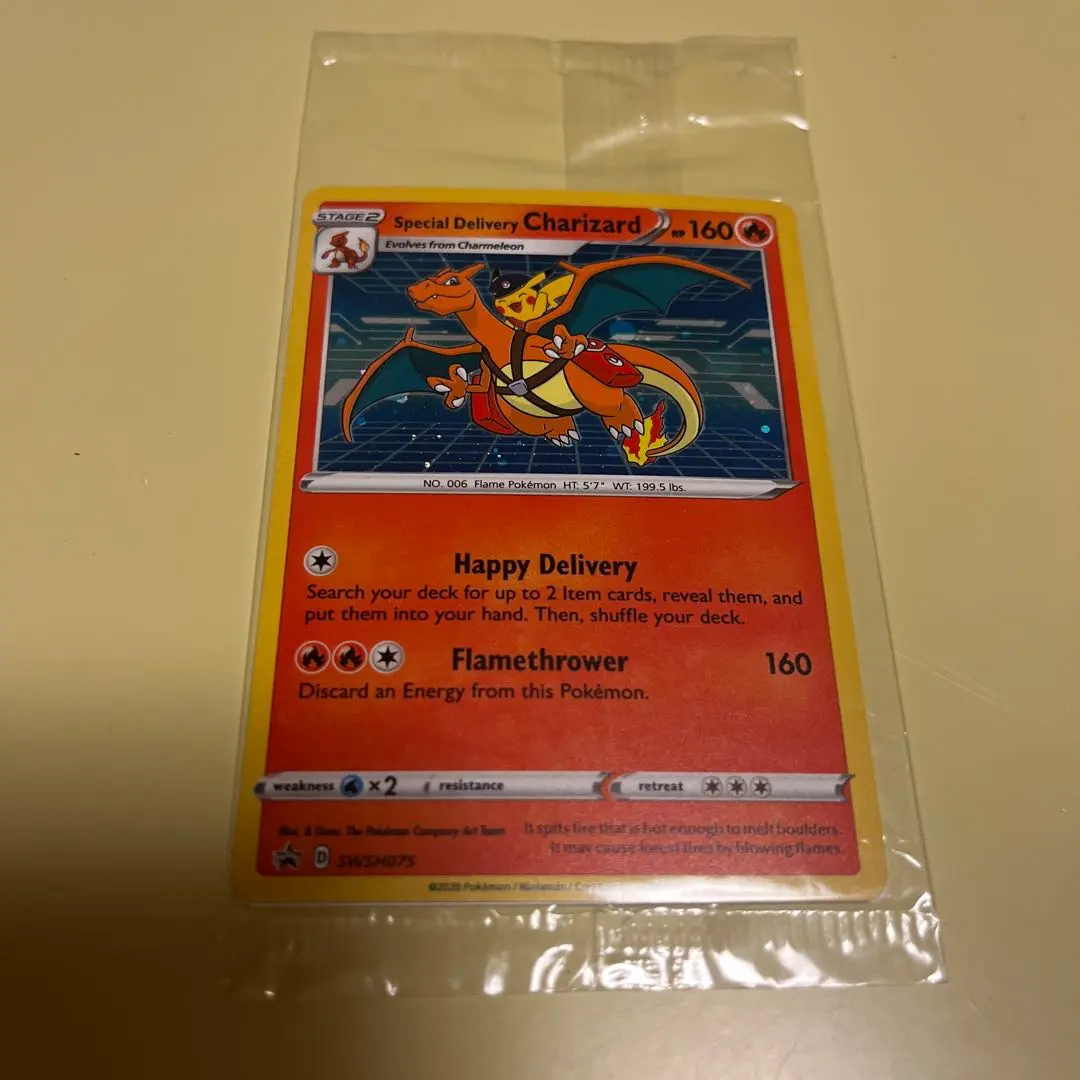 STAGE 2
Special Delivery Charizard HP 160
Evolves from Charmeleon
NO. 006 Flame Pokémon HT: 5'7" WT: 199.5 lbs.
Happy Delivery
Search your deck for up to 2 Item cards, reveal them, and
put them into your hand. Then, shuffle your deck.
Flamethrower 160
Discard an Energy from this Pokémon.
weakness ×2 resistance retreat
Illus. & Direc. The Pokémon Company Art Team
It spits fire that is hot enough to melt boulders.
It may cause forest fires by blowing flames.
D SWSH075
©2020 Pokémon / Nintendo /